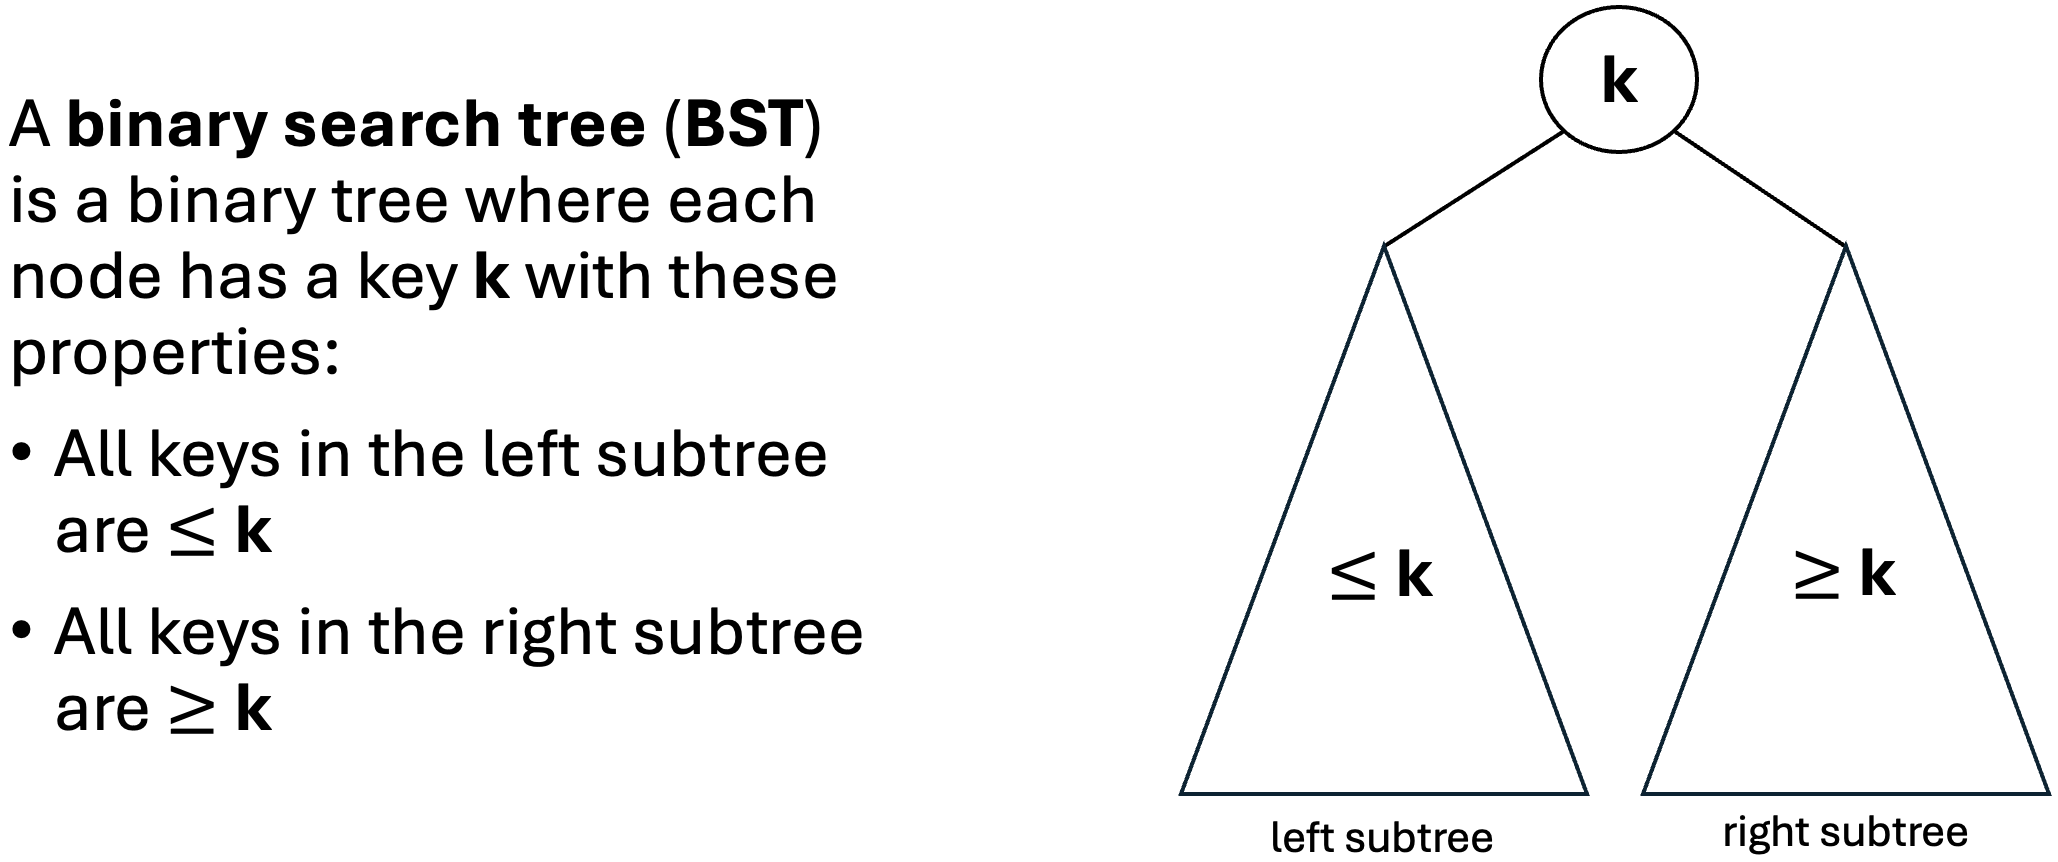 A binary search tree (BST)
is a binary tree where each
node has a key k with these
properties:
• All keys in the left subtree
are ≤ k
• All keys in the right subtree
are ≥ k
k
≤ k
≥ k
left subtree
right subtree